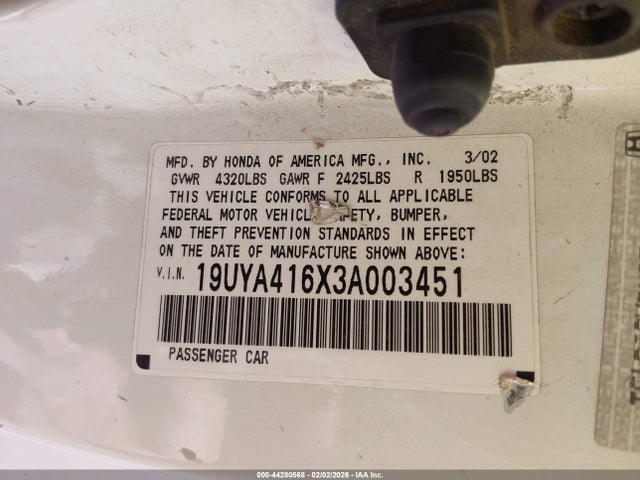 MFD. BY HONDA OF AMERICA MFG., INC. 3/02
GVWR 4320LBS GAWR F 2425LBS R 1950LBS
THIS VEHICLE CONFORMS TO ALL APPLICABLE
FEDERAL MOTOR VEHICLE BUMPER,
AND THEFT PREVENTION STANDARDS IN EFFECT
ON THE DATE OF MANUFACTURE SHOWN ABOVE:
V.I.N. 19UYA416X3A003451
PASSENGER CAR
000-44280568 - 02/02/2026 - IAA Inc.